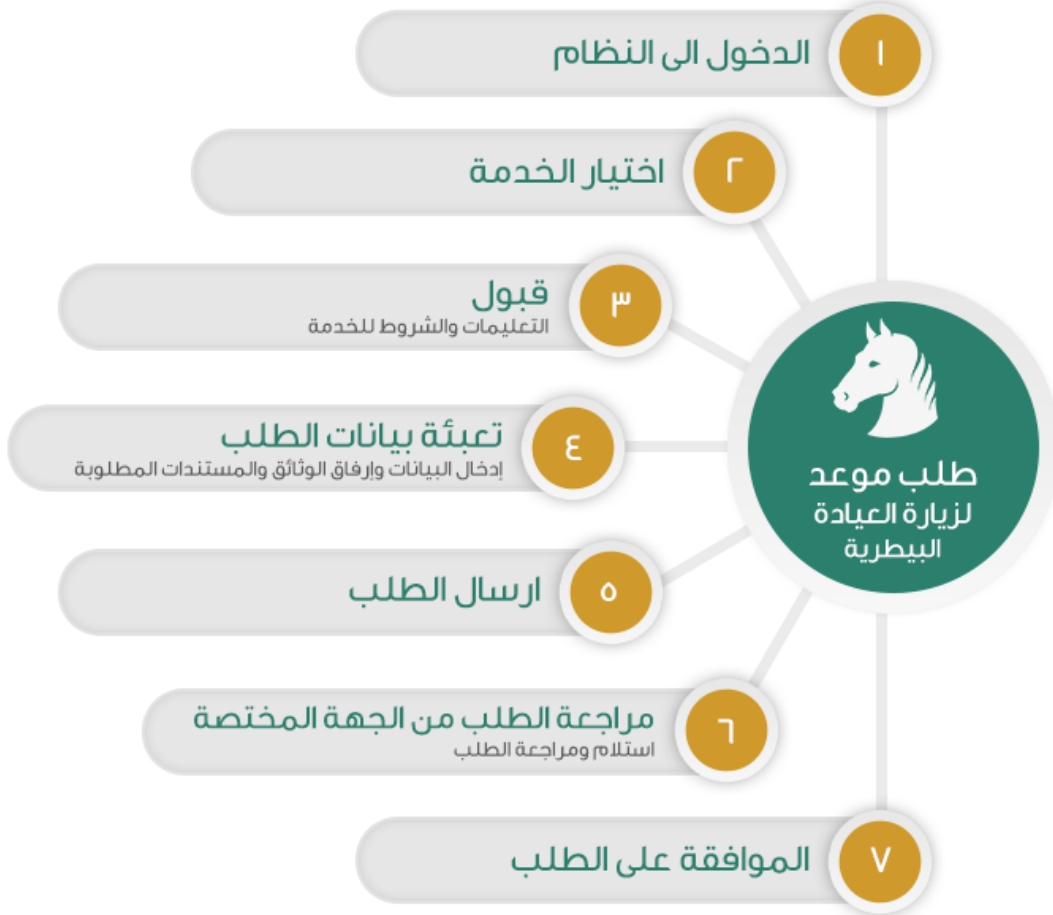 ١
الدخول الى النظام
٢
اختيار الخدمة
٣
قبول
التعليمات والشروط للخدمة
٤
تعبئة بيانات الطلب
إدخال البيانات وإرفاق الوثائق والمستندات المطلوبة
طلب موعد
لزيارة العيادة
البيطرية
٥
ارسال الطلب
٦
مراجعة الطلب من الجهة المختصة
استلام ومراجعة الطلب
٧
الموافقة على الطلب